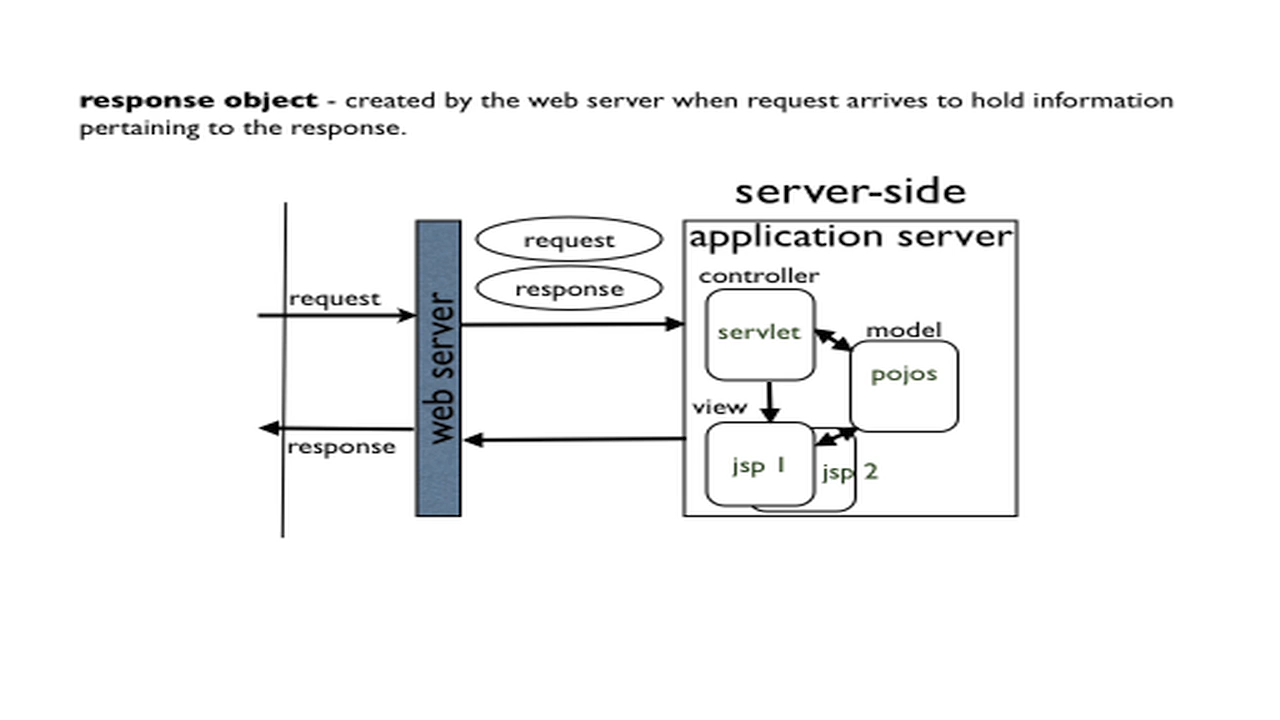 response object - created by the web server when request arrives to hold information
pertaining to the response.
server-side
application server
request
response
controller
request
web server
servlet
model
pojos
view
response
jsp 1
jsp 2